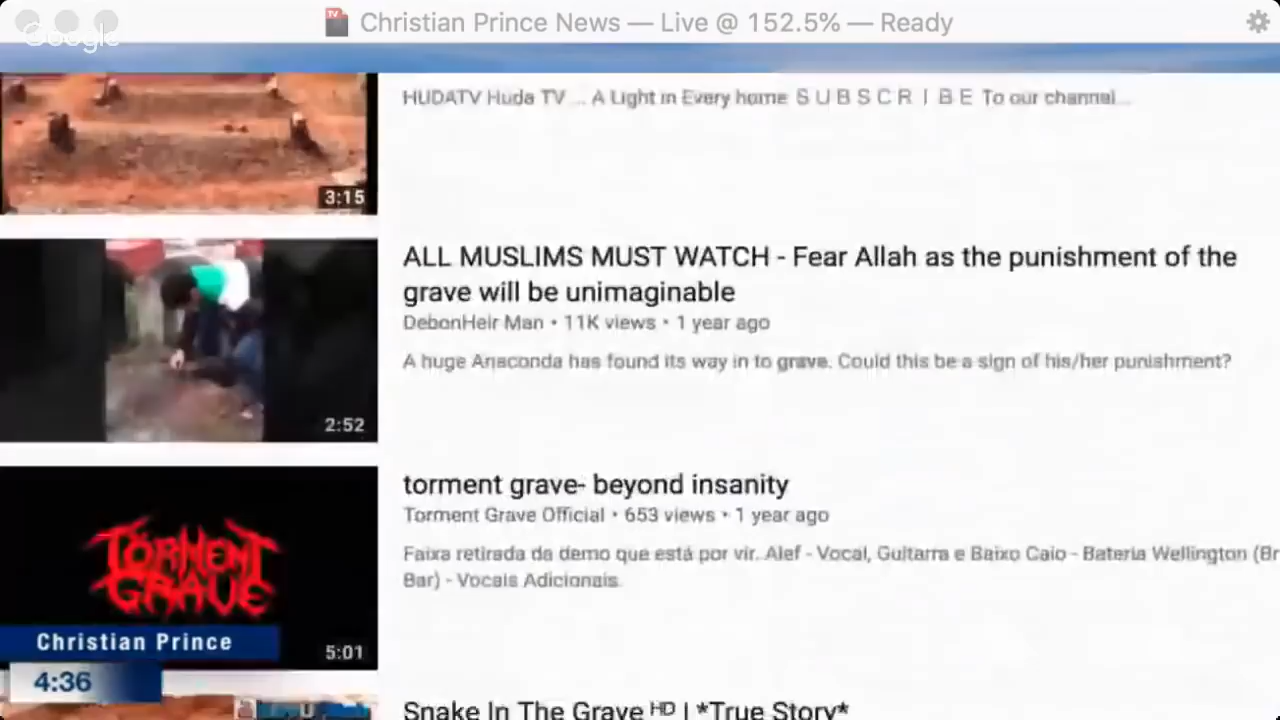 Christian Prince News — Live @ 152.5% — Ready
Google
HUDATV Huda TV ... A Light in Every home S U B S C R I B E To our channel...
3:15
ALL MUSLIMS MUST WATCH - Fear Allah as the punishment of the
grave will be unimaginable
DebonHeir Man • 11K views • 1 year ago
A huge Anaconda has found its way in to grave. Could this be a sign of his/her punishment?
2:52
torment grave- beyond insanity
Torment Grave Official • 653 views • 1 year ago
Faixa retirada da demo que está por vir. Alef - Vocal, Guitarra e Baixo Caio - Bateria Wellington (Br
Bar) - Vocais Adicionais.
TORMENT
GRAVE
Christian Prince
5:01
4:36
Snake In The Grave HD | *True Story*